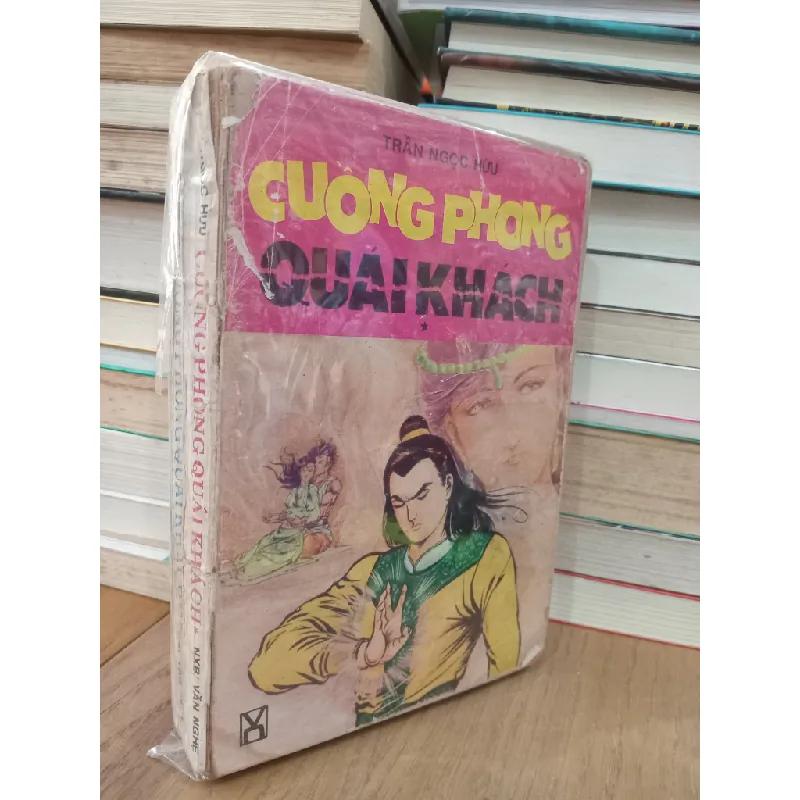 TRẦN NGỌC HƯU
CUONG PHONG
QUÁI KHÁCH
*
CUỒNG PHONG QUÁI KHÁCH * NXB. VĂN NGHỆ